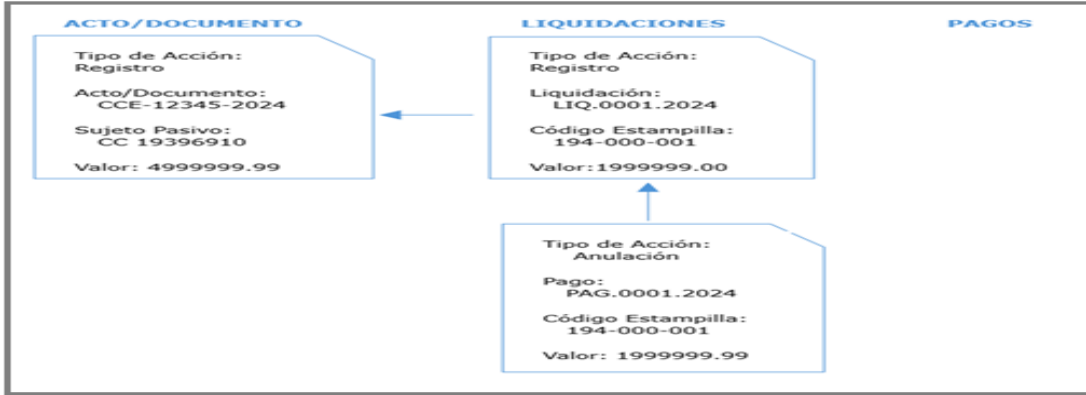 ACTO/DOCUMENTO
LIQUIDACIONES
PAGOS
Tipo de Acción:
Registro
Acto/Documento:
CCE-12345-2024
Sujeto Pasivo:
CC 19396910
Valor: 4999999.99
Tipo de Acción:
Registro
Liquidación:
LIQ.0001.2024
Código Estampilla:
194-000-001
Valor:1999999.00
Tipo de Acción:
Anulación
Pago:
PAG.0001.2024
Código Estampilla:
194-000-001
Valor: 1999999.99